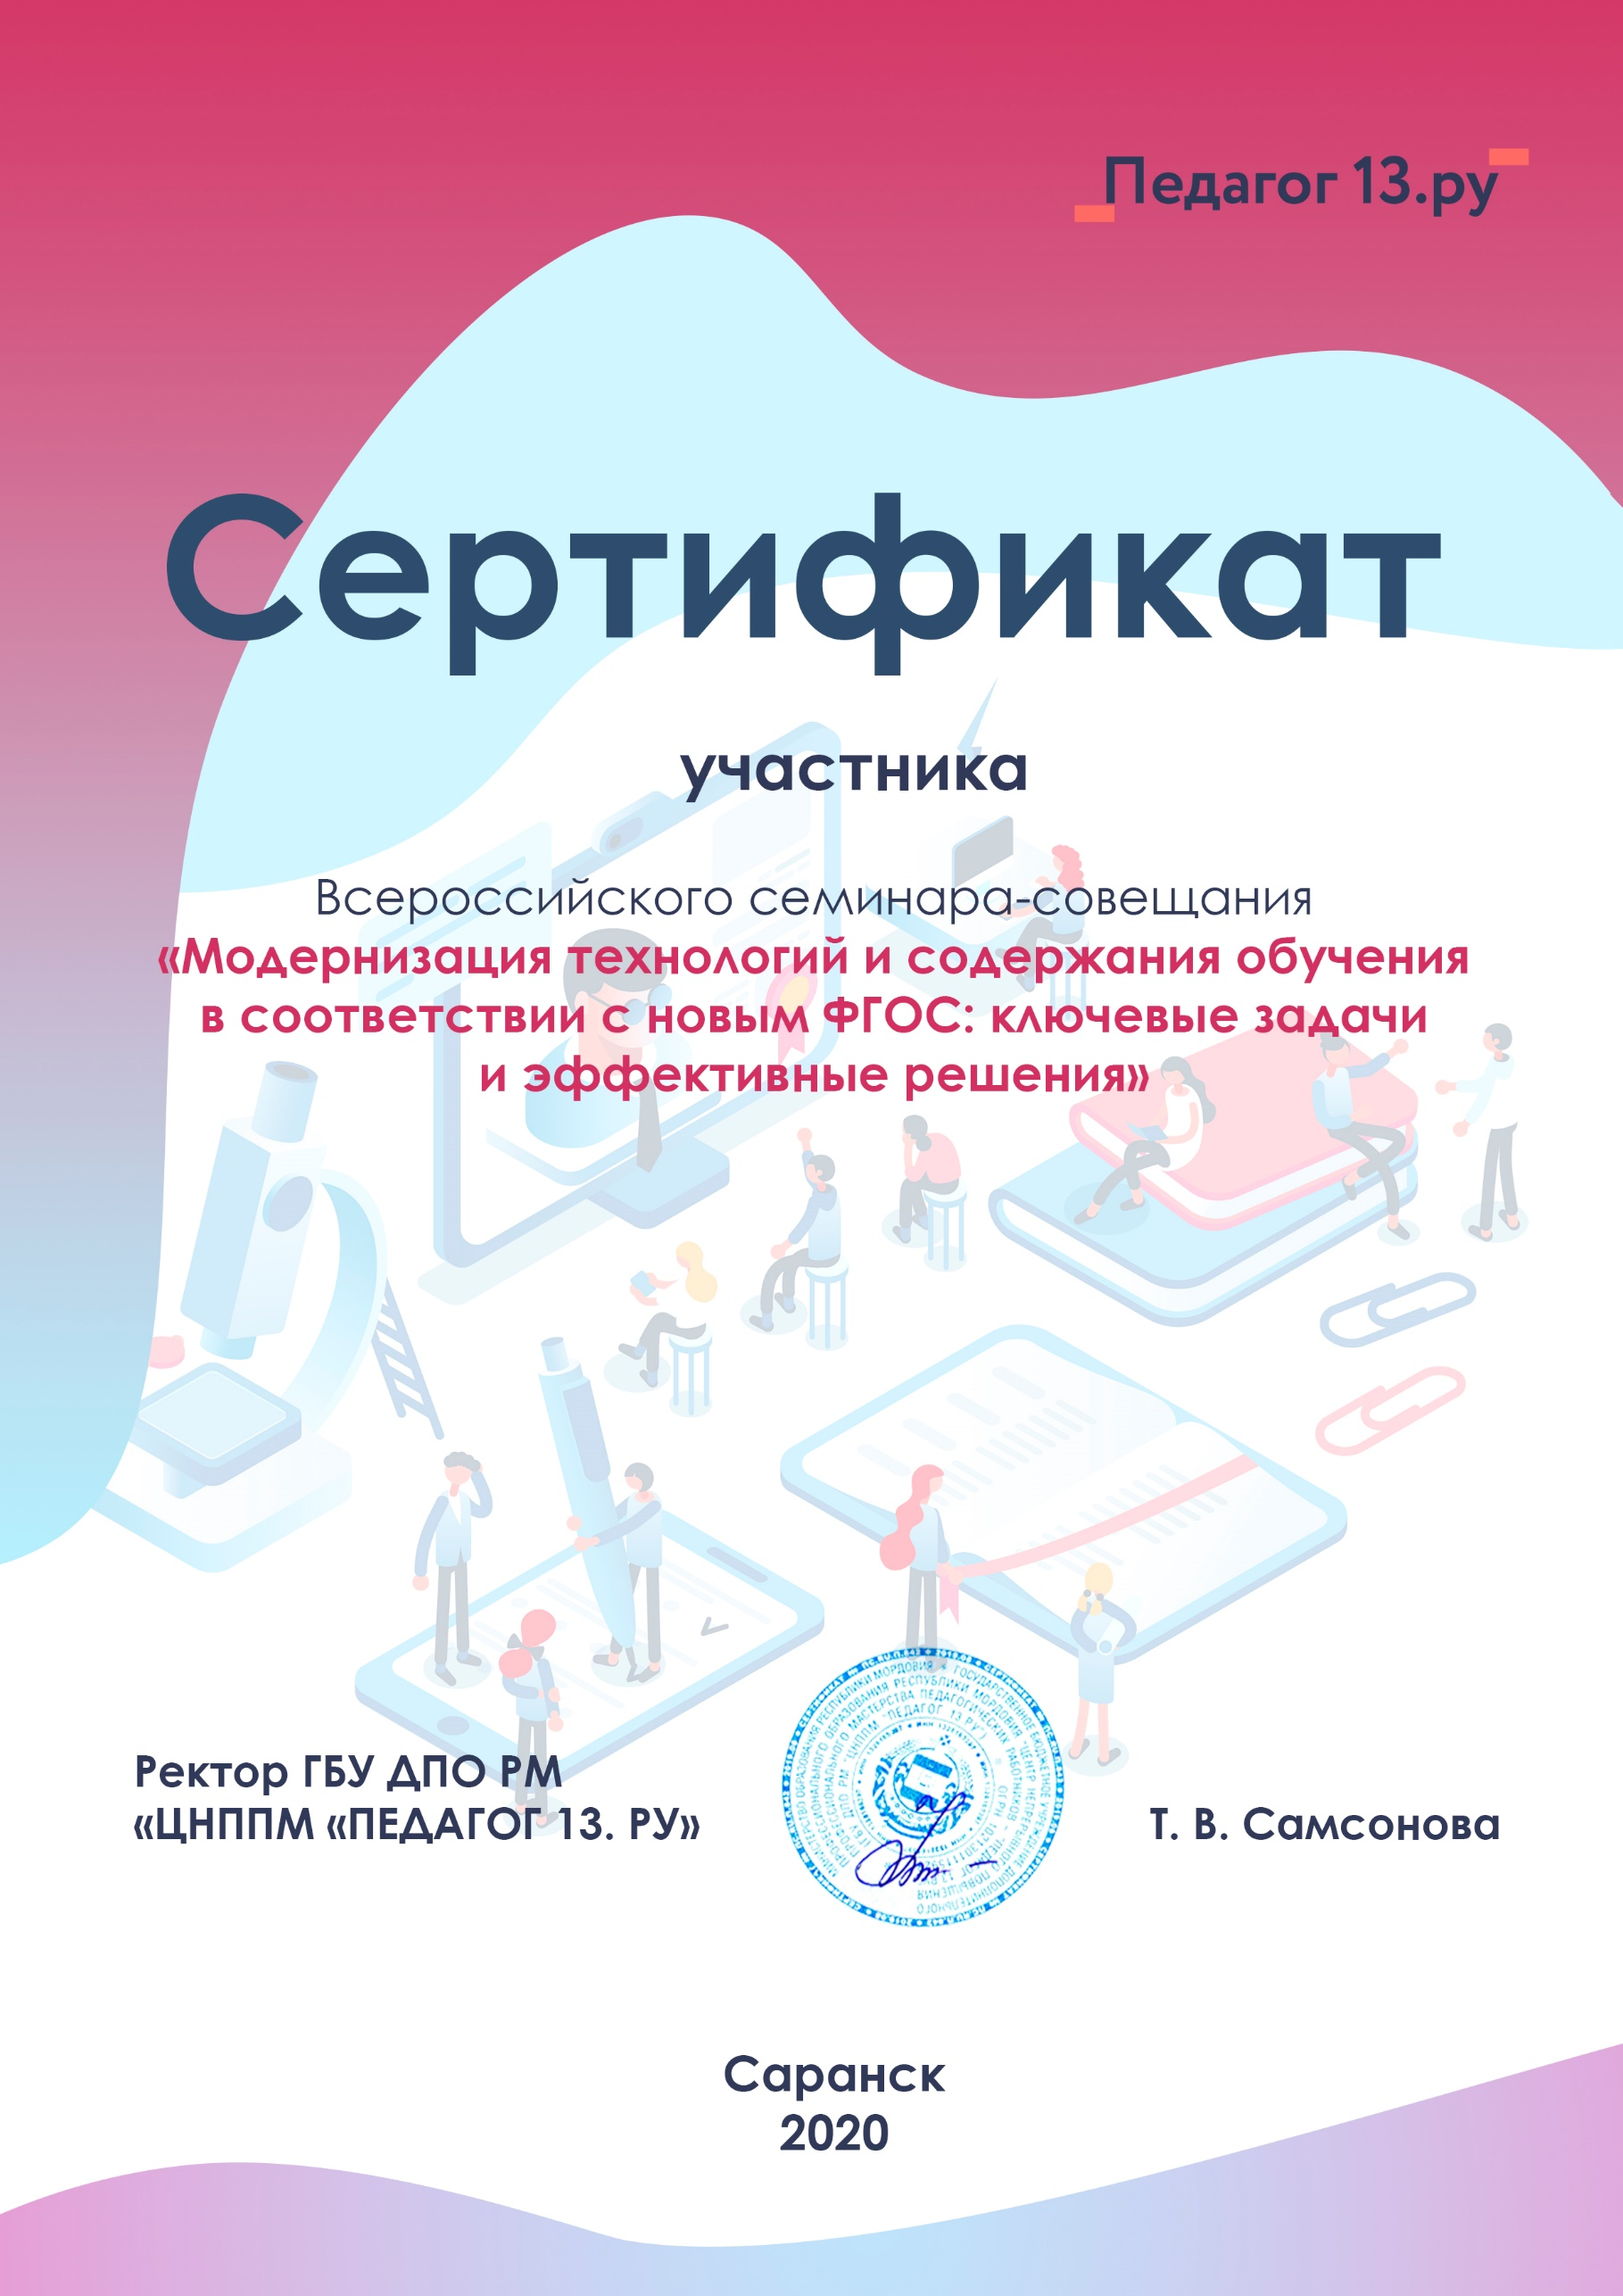 Педагог 13.ру
Сертификат
участника
Всероссийского семинара-совещания
«Модернизация технологий и содержания обучения
в соответствии с новым ФГОС: ключевые задачи
и эффективные решения»
Ректор ГБУ ДПО РМ
«ЦНППМ «ПЕДАГОГ 13. РУ»
Т. В. Самсонова
Саранск
2020